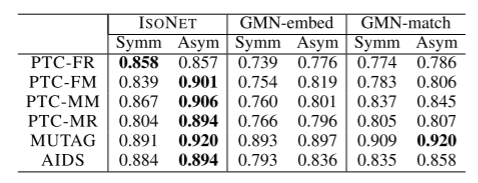 ISONET GMN-embed GMN-match
Symm Asym Symm Asym Symm Asym
PTC-FR 0.858 0.857 0.739 0.776 0.774 0.786
PTC-FM 0.839 0.901 0.754 0.819 0.783 0.806
PTC-MM 0.867 0.906 0.760 0.801 0.837 0.845
PTC-MR 0.804 0.894 0.766 0.796 0.805 0.807
MUTAG 0.891 0.920 0.893 0.897 0.909 0.920
AIDS 0.884 0.894 0.793 0.836 0.835 0.858